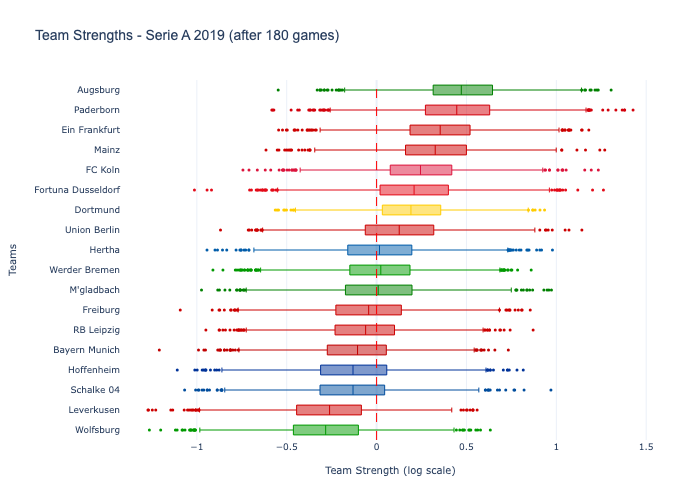 Team Strengths - Serie A 2019 (after 180 games)
Augsburg
Paderborn
Ein Frankfurt
Mainz
FC Koln
Fortuna Dusseldorf
Dortmund
Union Berlin
Hertha
Werder Bremen
M'gladbach
Freiburg
RB Leipzig
Bayern Munich
Hoffenheim
Schalke 04
Leverkusen
Wolfsburg
Teams
−1 −0.5 0 0.5 1 1.5
Team Strength (log scale)